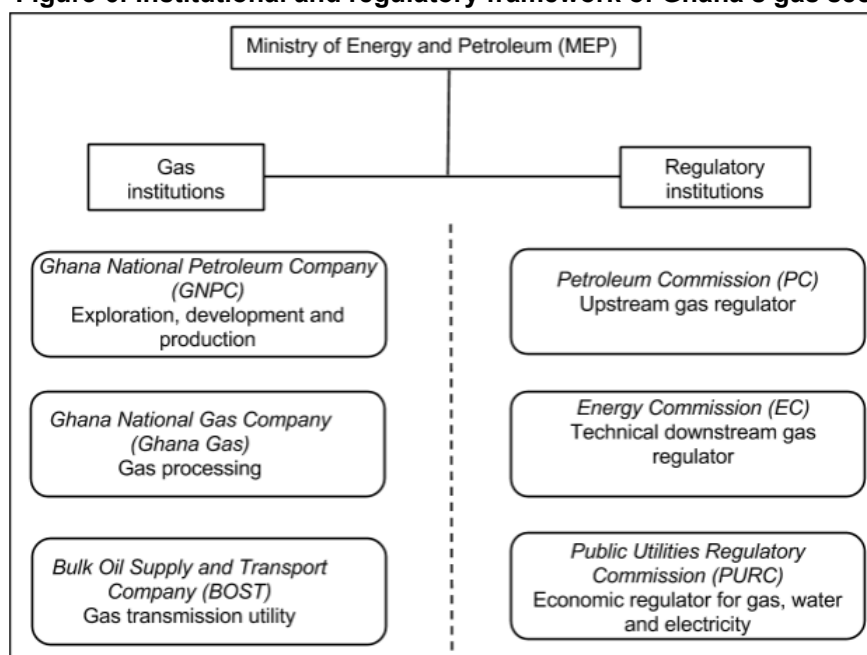 Figure Institutional and regulatory framework of Ghana's gas
Ministry of Energy and Petroleum (MEP)
Gas
institutions
Regulatory
institutions
Ghana National Petroleum Company
(GNPC)
Exploration, development and
production
Ghana National Gas Company
(Ghana Gas)
Gas processing
Bulk Oil Supply and Transport
Company (BOST)
Gas transmission utility
Petroleum Commission (PC)
Upstream gas regulator
Energy Commission (EC)
Technical downstream gas
regulator
Public Utilities Regulatory
Commission (PURC)
Economic regulator for gas, water
and electricity